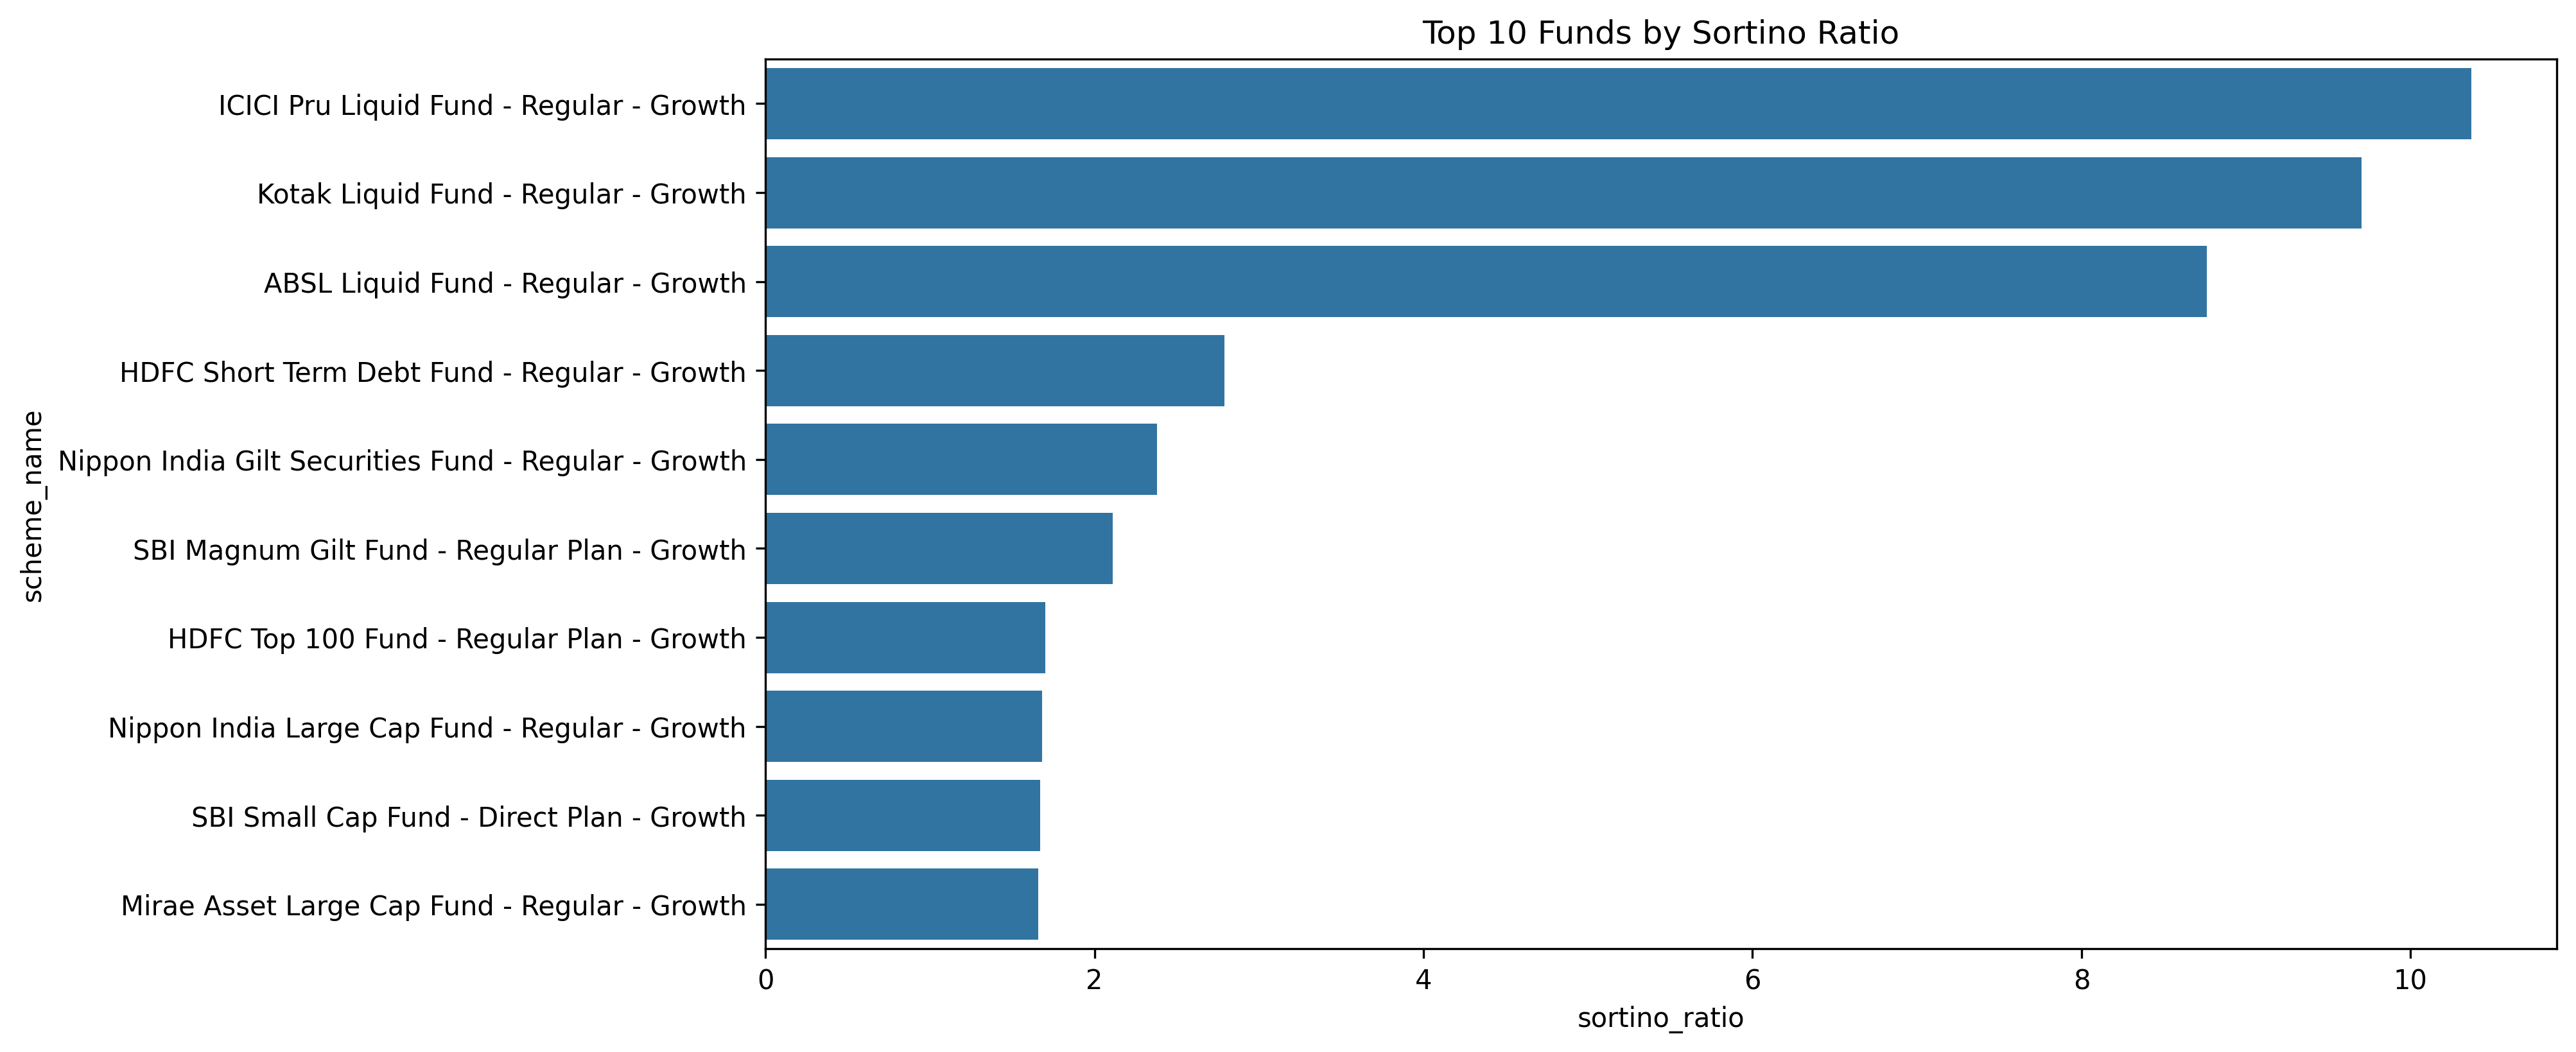 Top 10 Funds by Sortino Ratio
scheme_name
ICICI Pru Liquid Fund - Regular - Growth
Kotak Liquid Fund - Regular - Growth
ABSL Liquid Fund - Regular - Growth
HDFC Short Term Debt Fund - Regular - Growth
Nippon India Gilt Securities Fund - Regular - Growth
SBI Magnum Gilt Fund - Regular Plan - Growth
HDFC Top 100 Fund - Regular Plan - Growth
Nippon India Large Cap Fund - Regular - Growth
SBI Small Cap Fund - Direct Plan - Growth
Mirae Asset Large Cap Fund - Regular - Growth
0 2 4 6 8 10
sortino_ratio